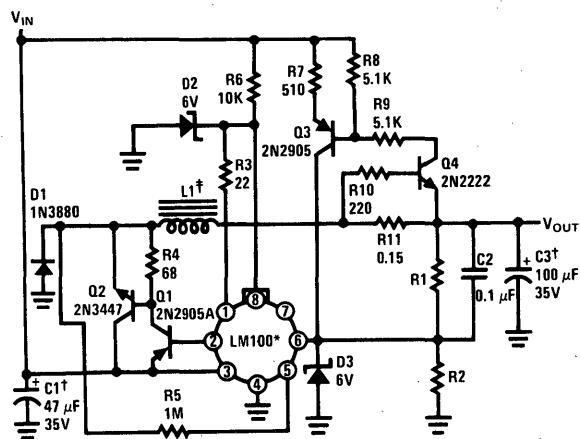 VIN
R7
510
R8
5.1K
D2
6V
R6
10K
R9
5.1K
Q3
2N2905
Q4
2N2222
R3
22
D1
1N3880
L1‡
R10
220
VOUT
R11
0.15
R4
68
R1
C2
0.1 µF
C3†
100 µF
35V
+
Q2
2N3447
Q1
2N2905A
1
8
7
2
LM100*
6
3
4
5
D3
6V
R2
+
C1†
47 µF
35V
R5
1M